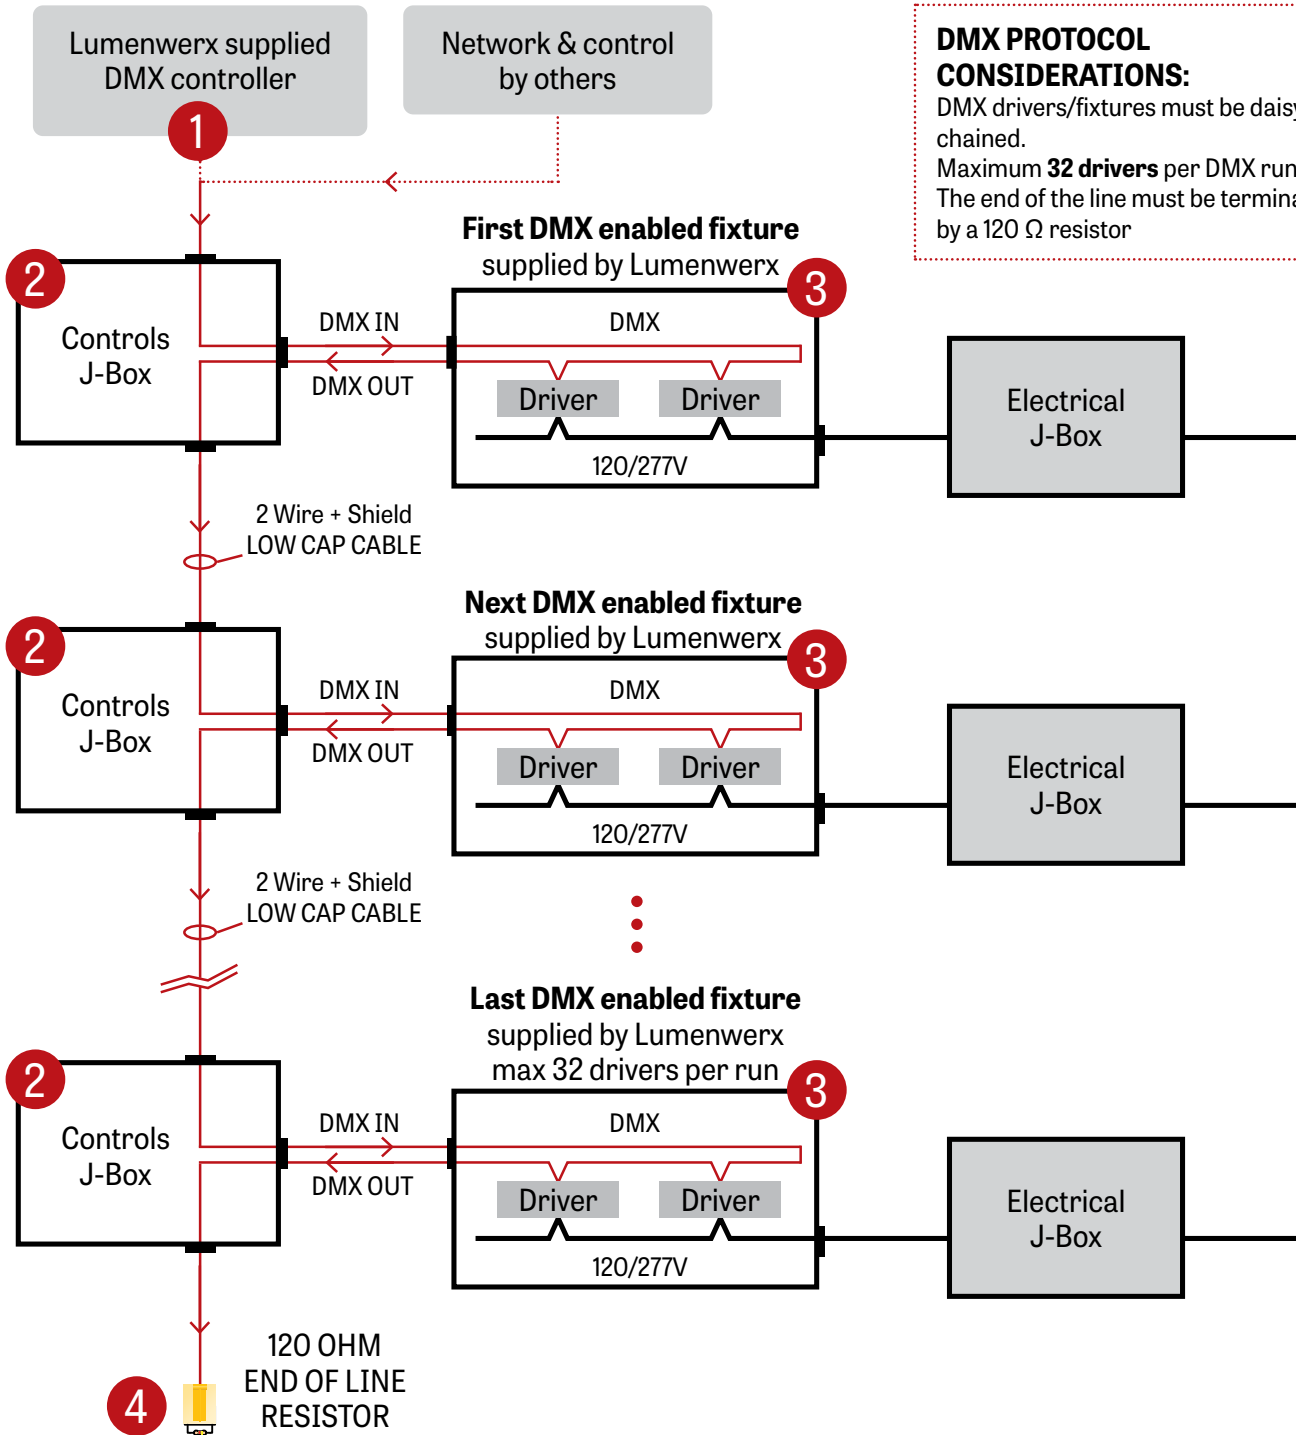 Lumenwerx supplied
DMX controller
1
Network & control
by others
DMX PROTOCOL
CONSIDERATIONS:
DMX drivers/fixtures must be daisy
chained.
Maximum 32 drivers per DMX run
The end of the line must be termina
by a 120 Ω resistor
First DMX enabled fixture
supplied by Lumenwerx
2
Controls
J-Box
DMX IN
DMX OUT
3
DMX
Driver
Driver
120/277V
Electrical
J-Box
2 Wire + Shield
LOW CAP CABLE
Next DMX enabled fixture
supplied by Lumenwerx
2
Controls
J-Box
DMX IN
DMX OUT
3
DMX
Driver
Driver
120/277V
Electrical
J-Box
2 Wire + Shield
LOW CAP CABLE
Last DMX enabled fixture
supplied by Lumenwerx
max 32 drivers per run
2
Controls
J-Box
DMX IN
DMX OUT
3
DMX
Driver
Driver
120/277V
Electrical
J-Box
4
120 OHM
END OF LINE
RESISTOR